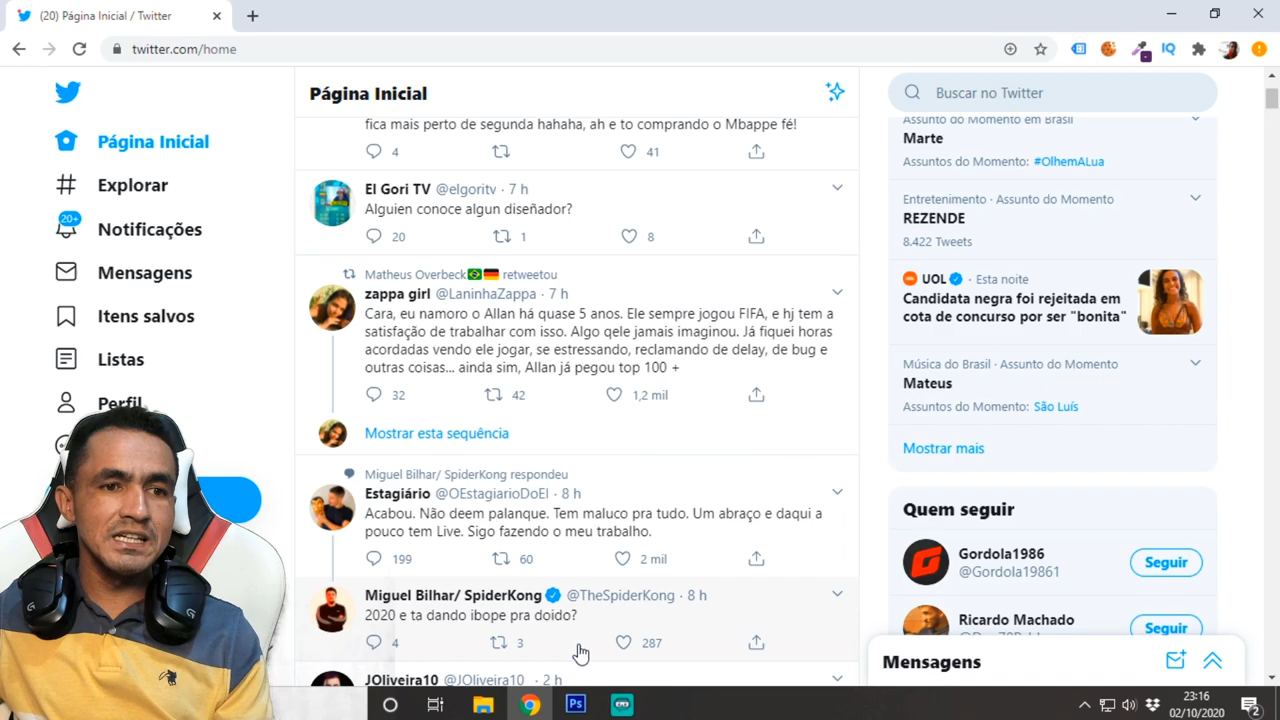 (20) Página Inicial / Twitter
twitter.com/home
Página Inicial
Explorar
20+
Notificações
Mensagens
Itens salvos
Listas
Perfil
Página Inicial
fica mais perto de segunda hahaha, ah e to comprando o Mbappe fé!
4 41
El Gori TV @elgoritv · 7 h
Alguien conoce algun diseñador?
20 1 8
Matheus Overbeck retweetou
zappa girl @LaninhaZappa · 7 h
Cara, eu namoro o Allan há quase 5 anos. Ele sempre jogou FIFA, e hj tem a
satisfação de trabalhar com isso. Algo qele jamais imaginou. Já fiquei horas
acordadas vendo ele jogar, se estressando, reclamando de delay, de bug e
outras coisas... ainda sim, Allan já pegou top 100 +
32 42 1,2 mil
Mostrar esta sequência
Miguel Bilhar/ SpiderKong respondeu
Estagiário @OEstagiarioDoEl · 8 h
Acabou. Não deem palanque. Tem maluco pra tudo. Um abraço e daqui a
pouco tem Live. Sigo fazendo o meu trabalho.
199 60 2 mil
Miguel Bilhar/ SpiderKong @TheSpiderKong · 8 h
2020 e ta dando ibope pra doido?
4 3 287
JOliveira10 @JOliveira10 · 2 h
Buscar no Twitter
Assunto do Momento em Brasil
Marte
Assuntos do Momento: #OlhemALua
Entretenimento · Assunto do Momento
REZENDE
8.422 Tweets
UOL · Esta noite
Candidata negra foi rejeitada em
cota de concurso por ser "bonita"
Música do Brasil · Assunto do Momento
Mateus
Assuntos do Momento: São Luís
Mostrar mais
Quem seguir
Gordola1986
@Gordola19861
Seguir
Ricardo Machado
Seguir
Mensagens
IQ
Ps
23:16
02/10/2020
2